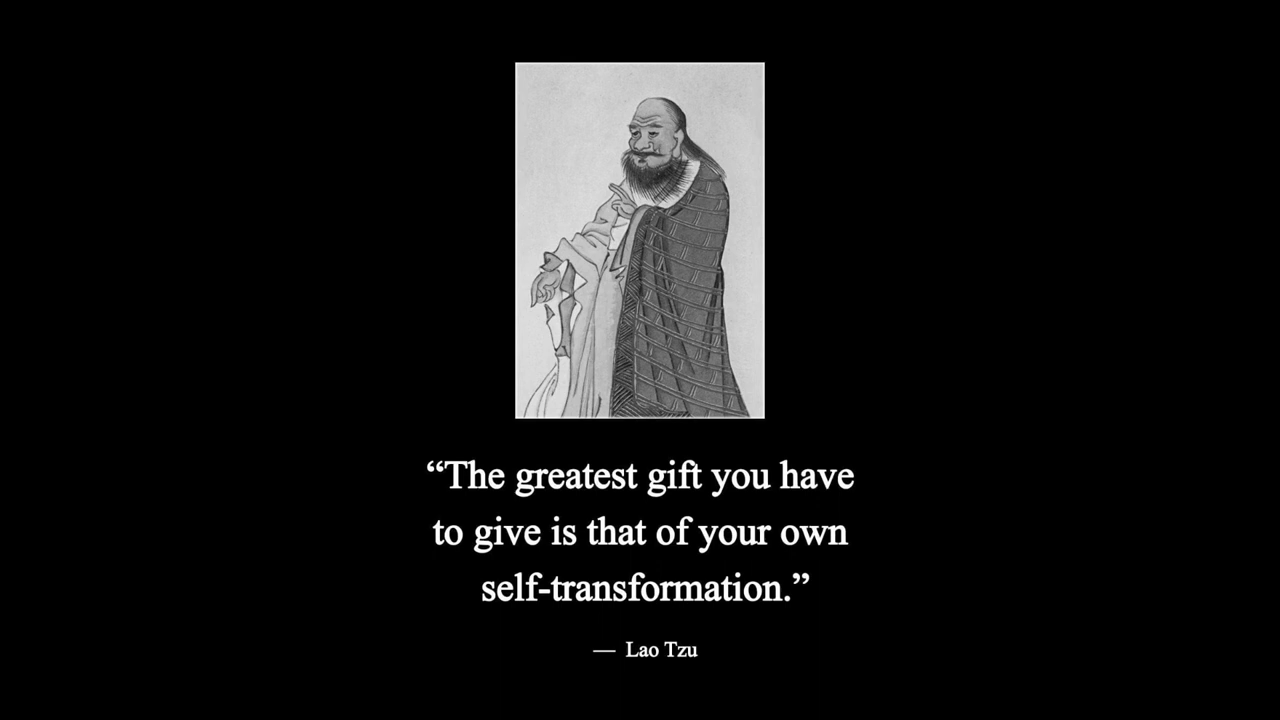 “The greatest gift you have
to give is that of your own
self-transformation.”
— Lao Tzu